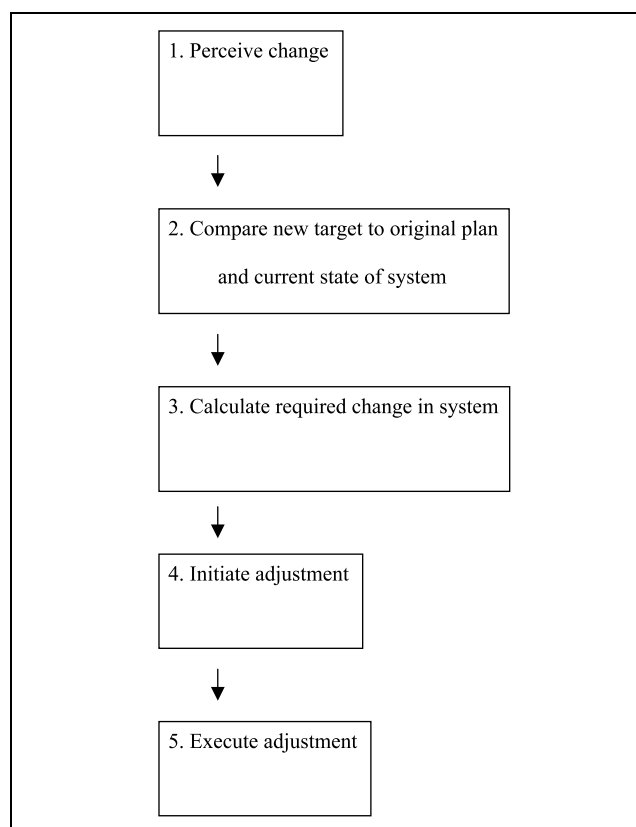 1. Perceive change
2. Compare new target to original plan
and current state of system
3. Calculate required change in system
4. Initiate adjustment
5. Execute adjustment